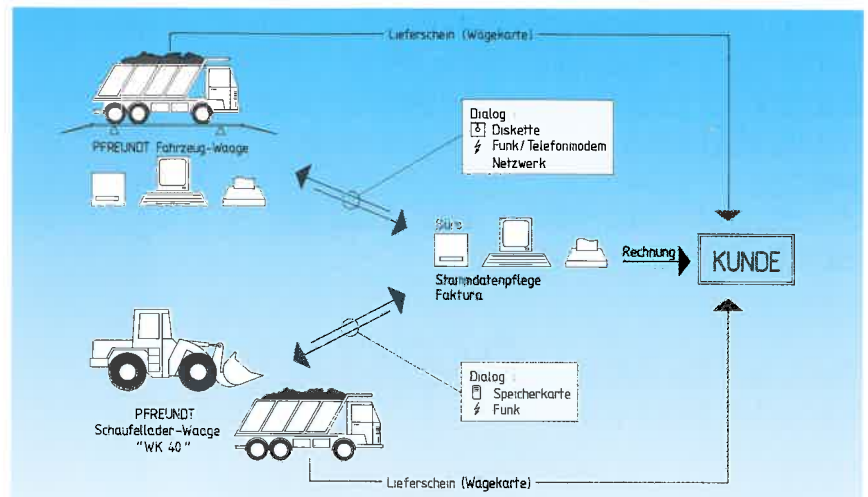 Lieferschein (Wägekarte)
PFREUNDT Fahrzeug-Waage
Dialog
Diskette
Funk/Telefonmodem
Netzwerk
Büro
Stammdatenpflege
Faktura
Rechnung
KUNDE
PFREUNDT
Schaufellader-Waage
"WK 40"
Dialog
Speicherkarte
Funk
Lieferschein (Wagekarte)